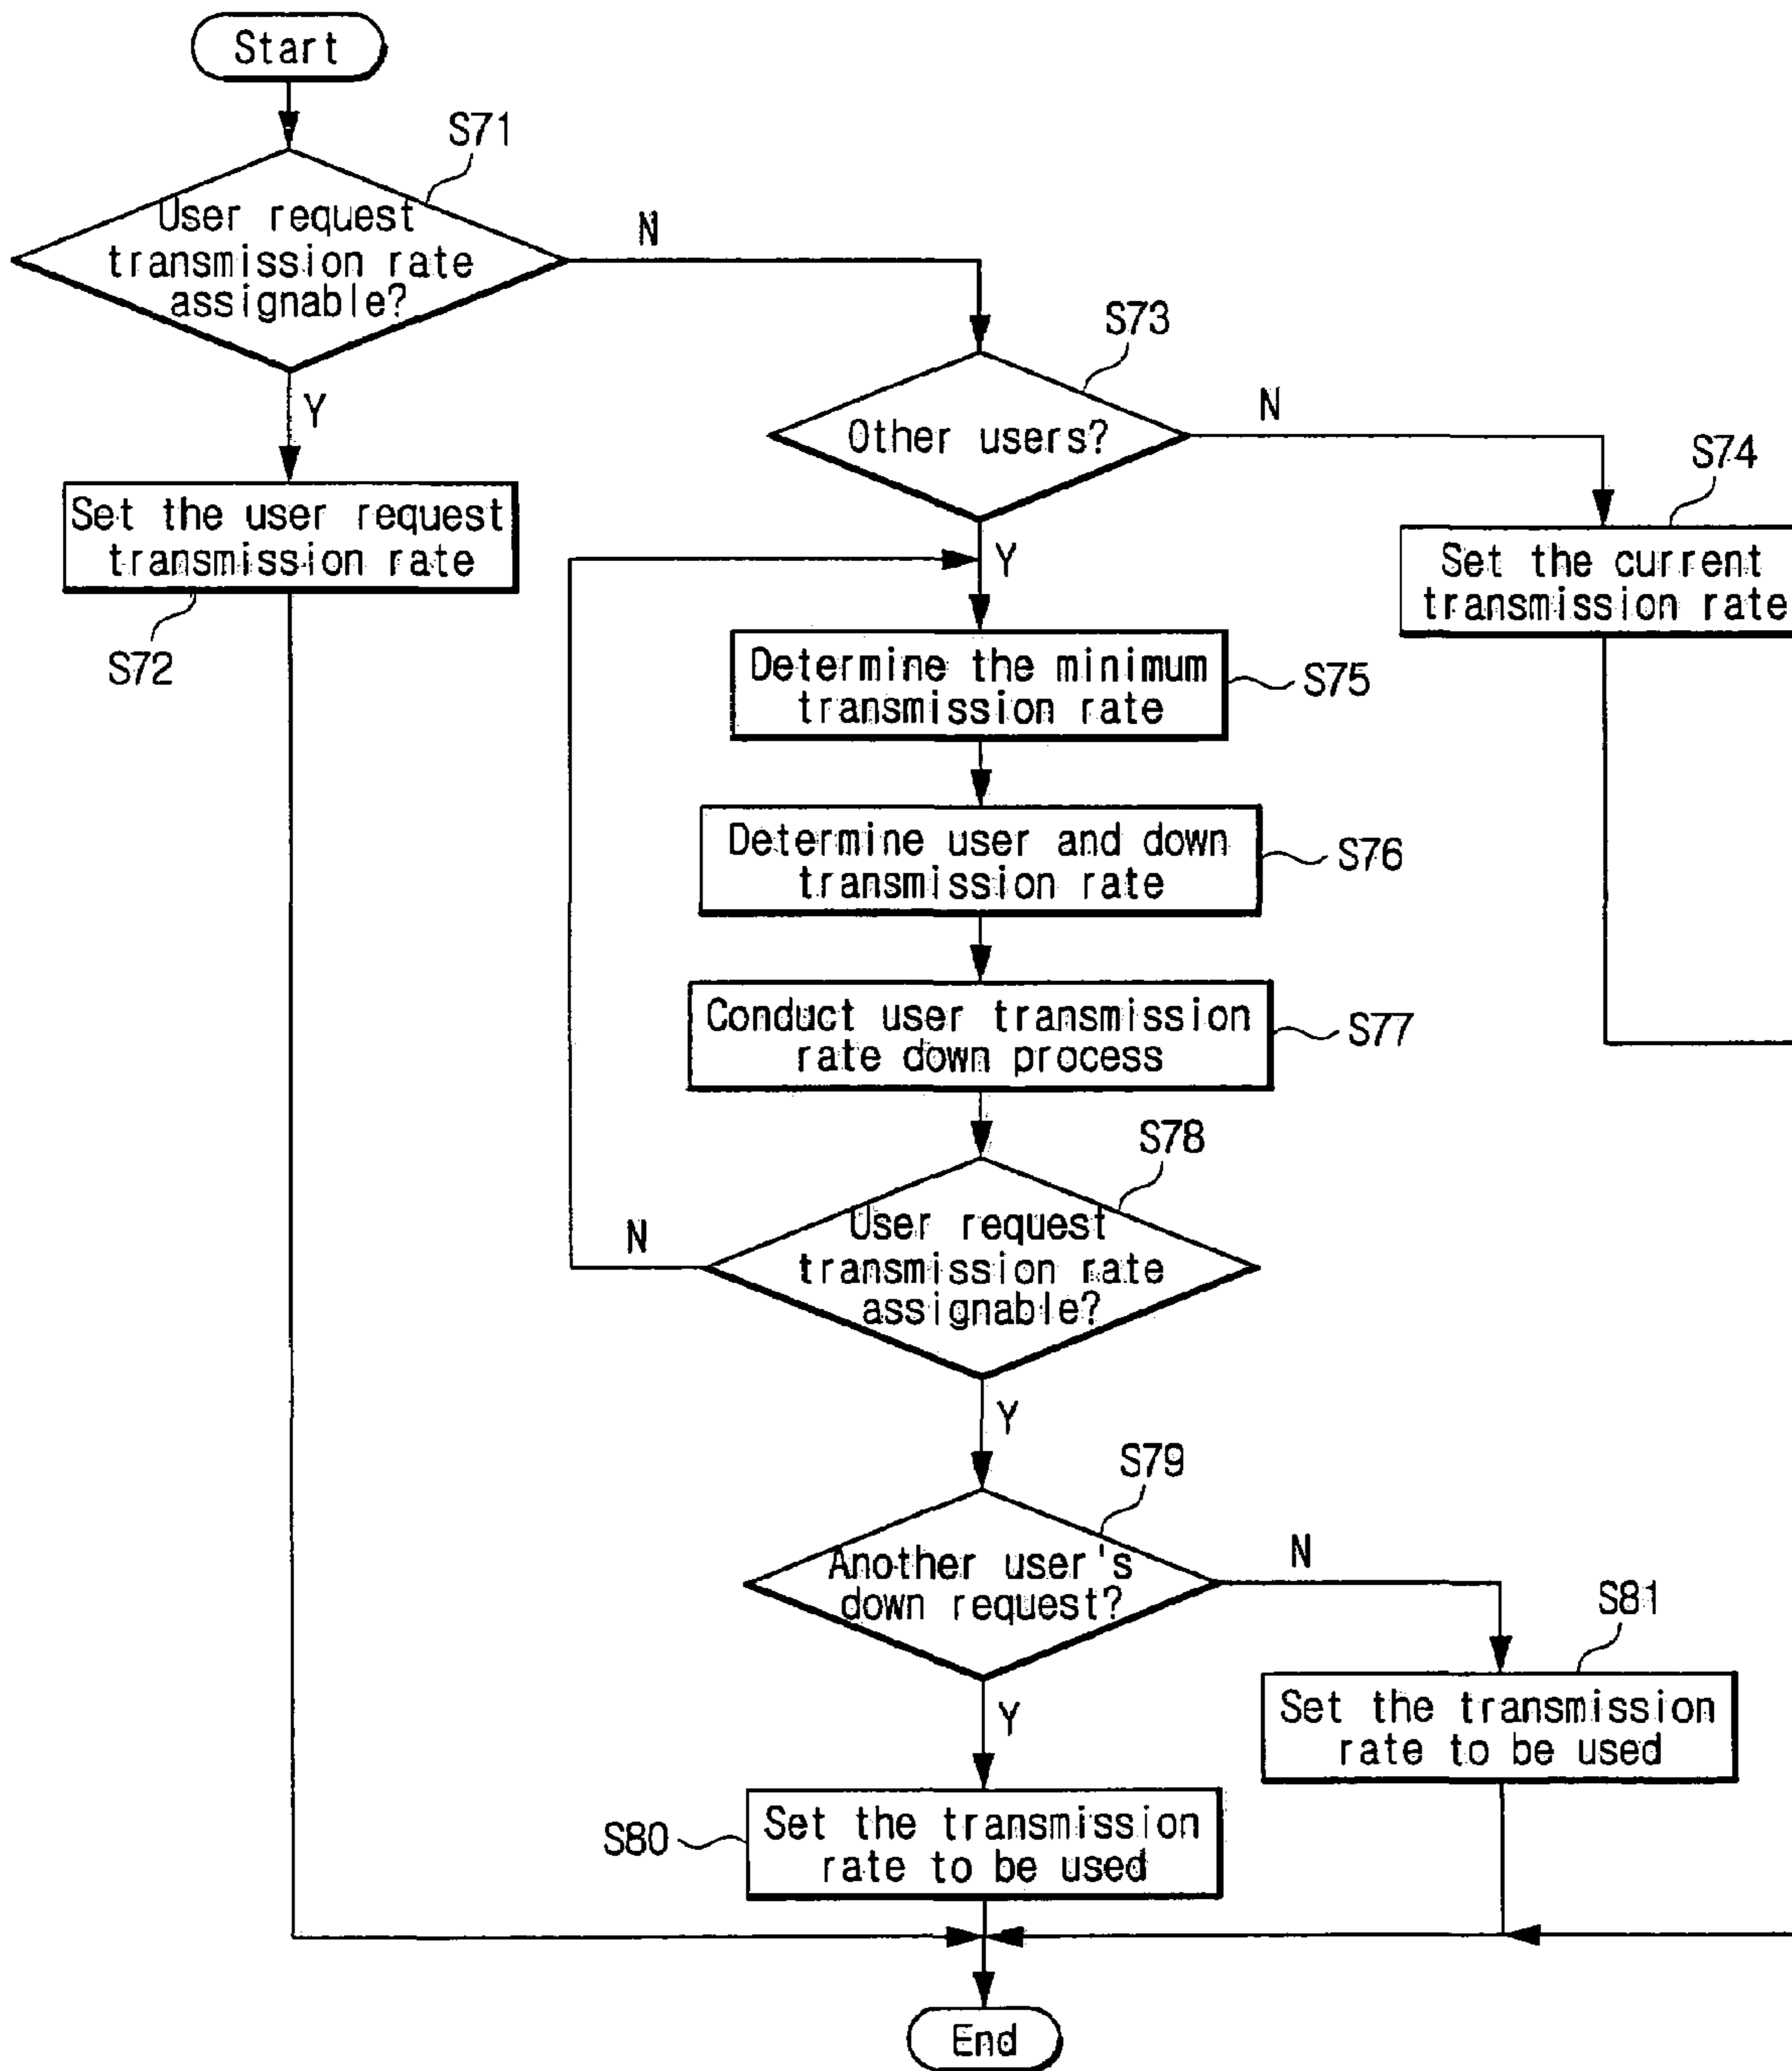 Start
S71
User request
transmission rate
assignable?
N
Y
S73
Other users?
N
S74
Set the user request
transmission rate
S72
Y
Set the current
transmission rate
Determine the minimum
transmission rate
S75
Determine user and down
transmission rate
S76
Conduct user transmission
rate down process
S77
S78
User request
transmission rate
assignable?
N
Y
S79
Another user's
down request?
N
S81
Y
Set the transmission
rate to be used
S80
Set the transmission
rate to be used
End